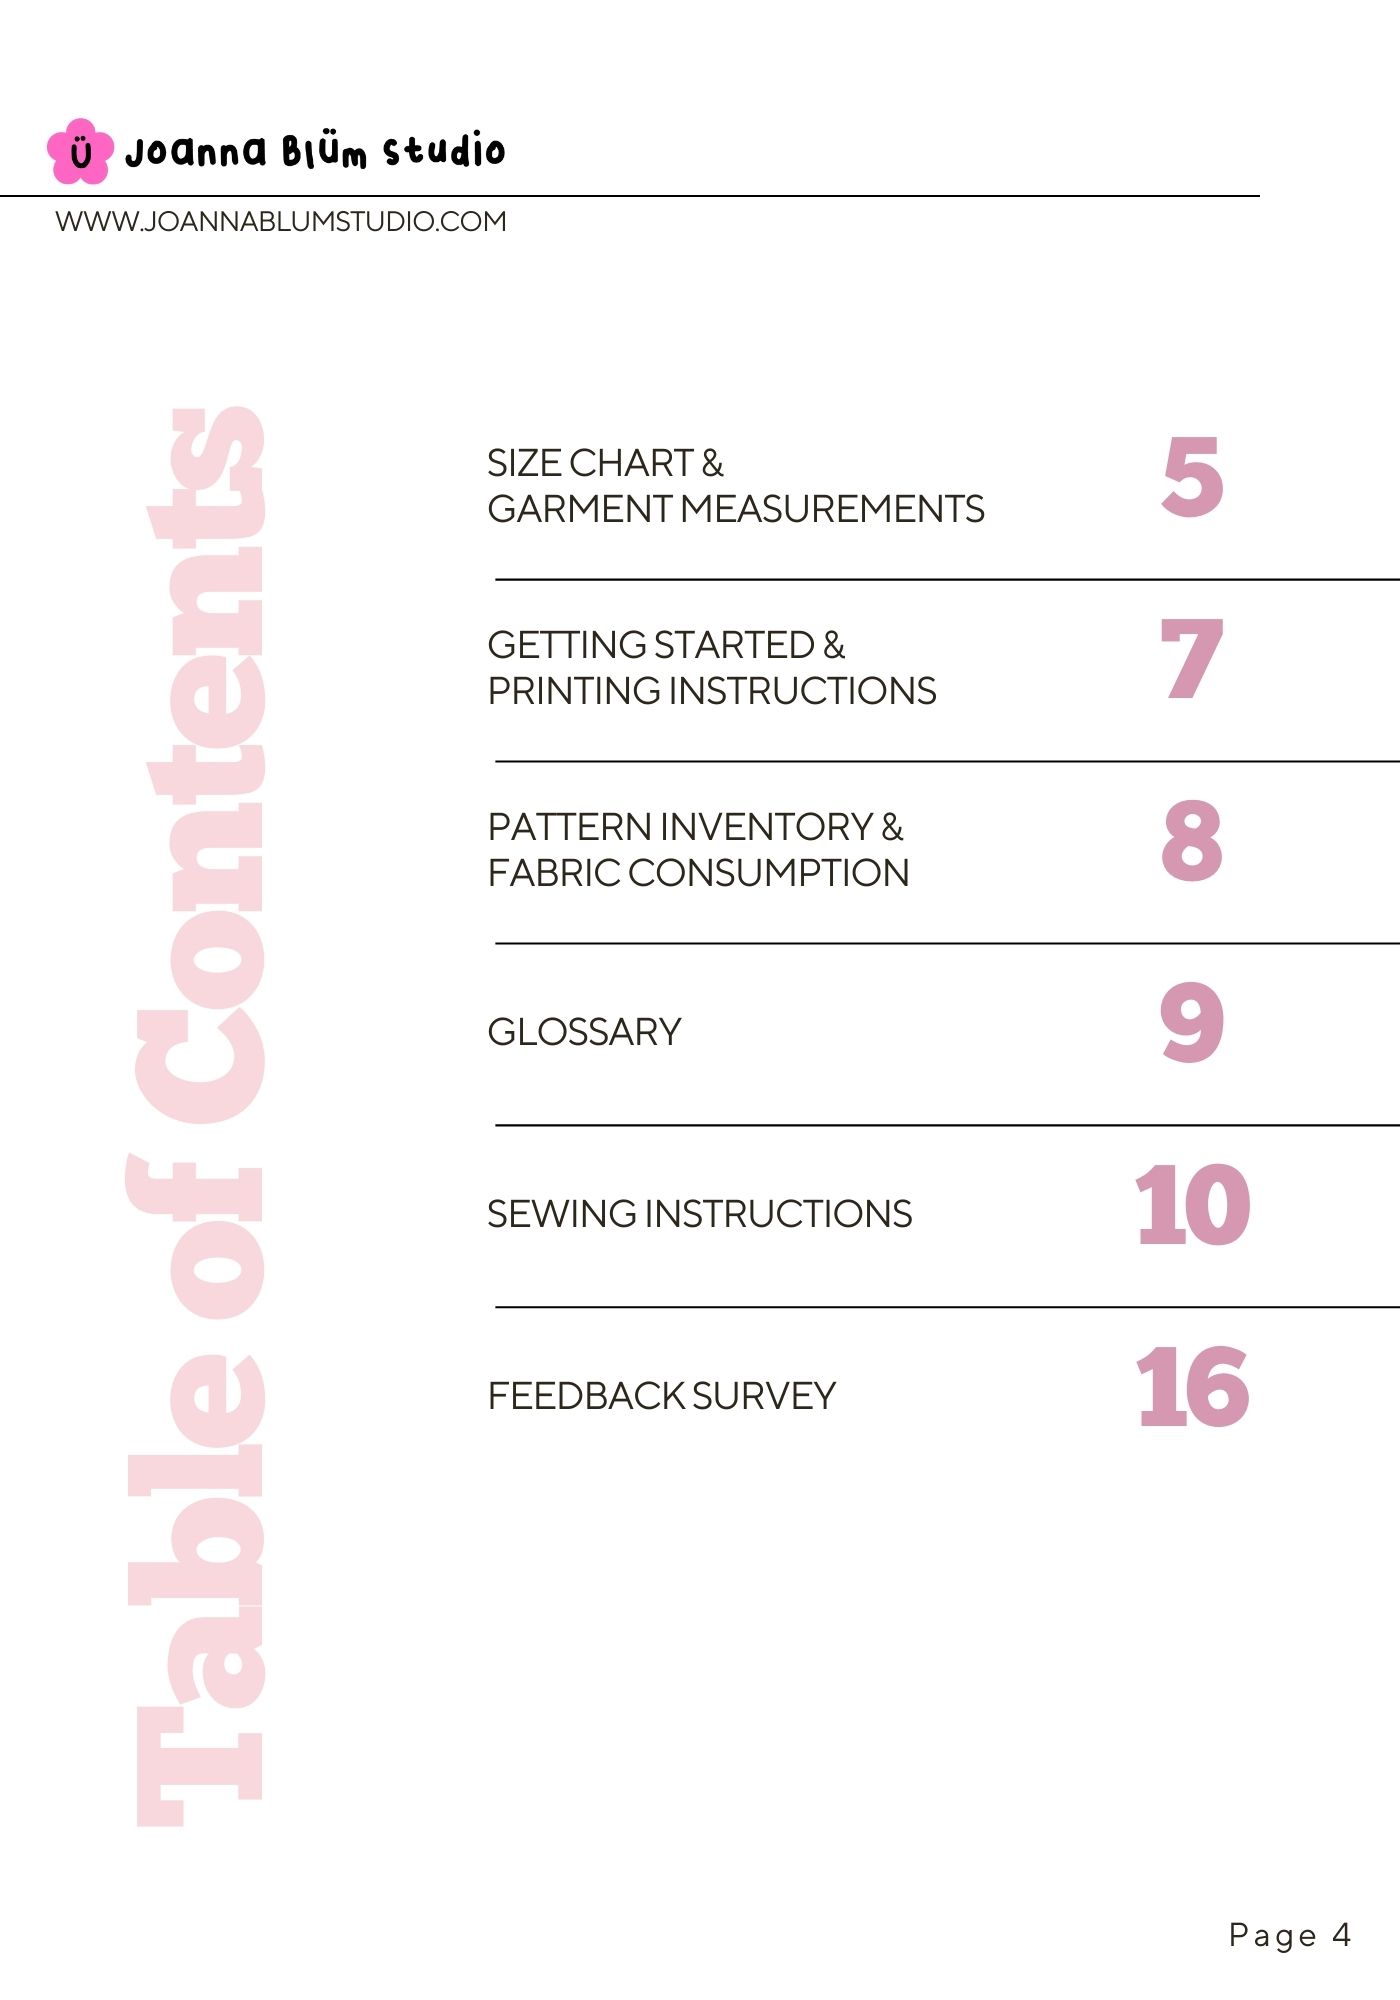 Ü Joanna Blüm Studio
WWW.JOANNABLUMSTUDIO.COM
Table of Contents
SIZE CHART &
GARMENT MEASUREMENTS
5
GETTING STARTED &
PRINTING INSTRUCTIONS
7
PATTERN INVENTORY &
FABRIC CONSUMPTION
8
GLOSSARY
9
SEWING INSTRUCTIONS
10
FEEDBACK SURVEY
16
Page 4